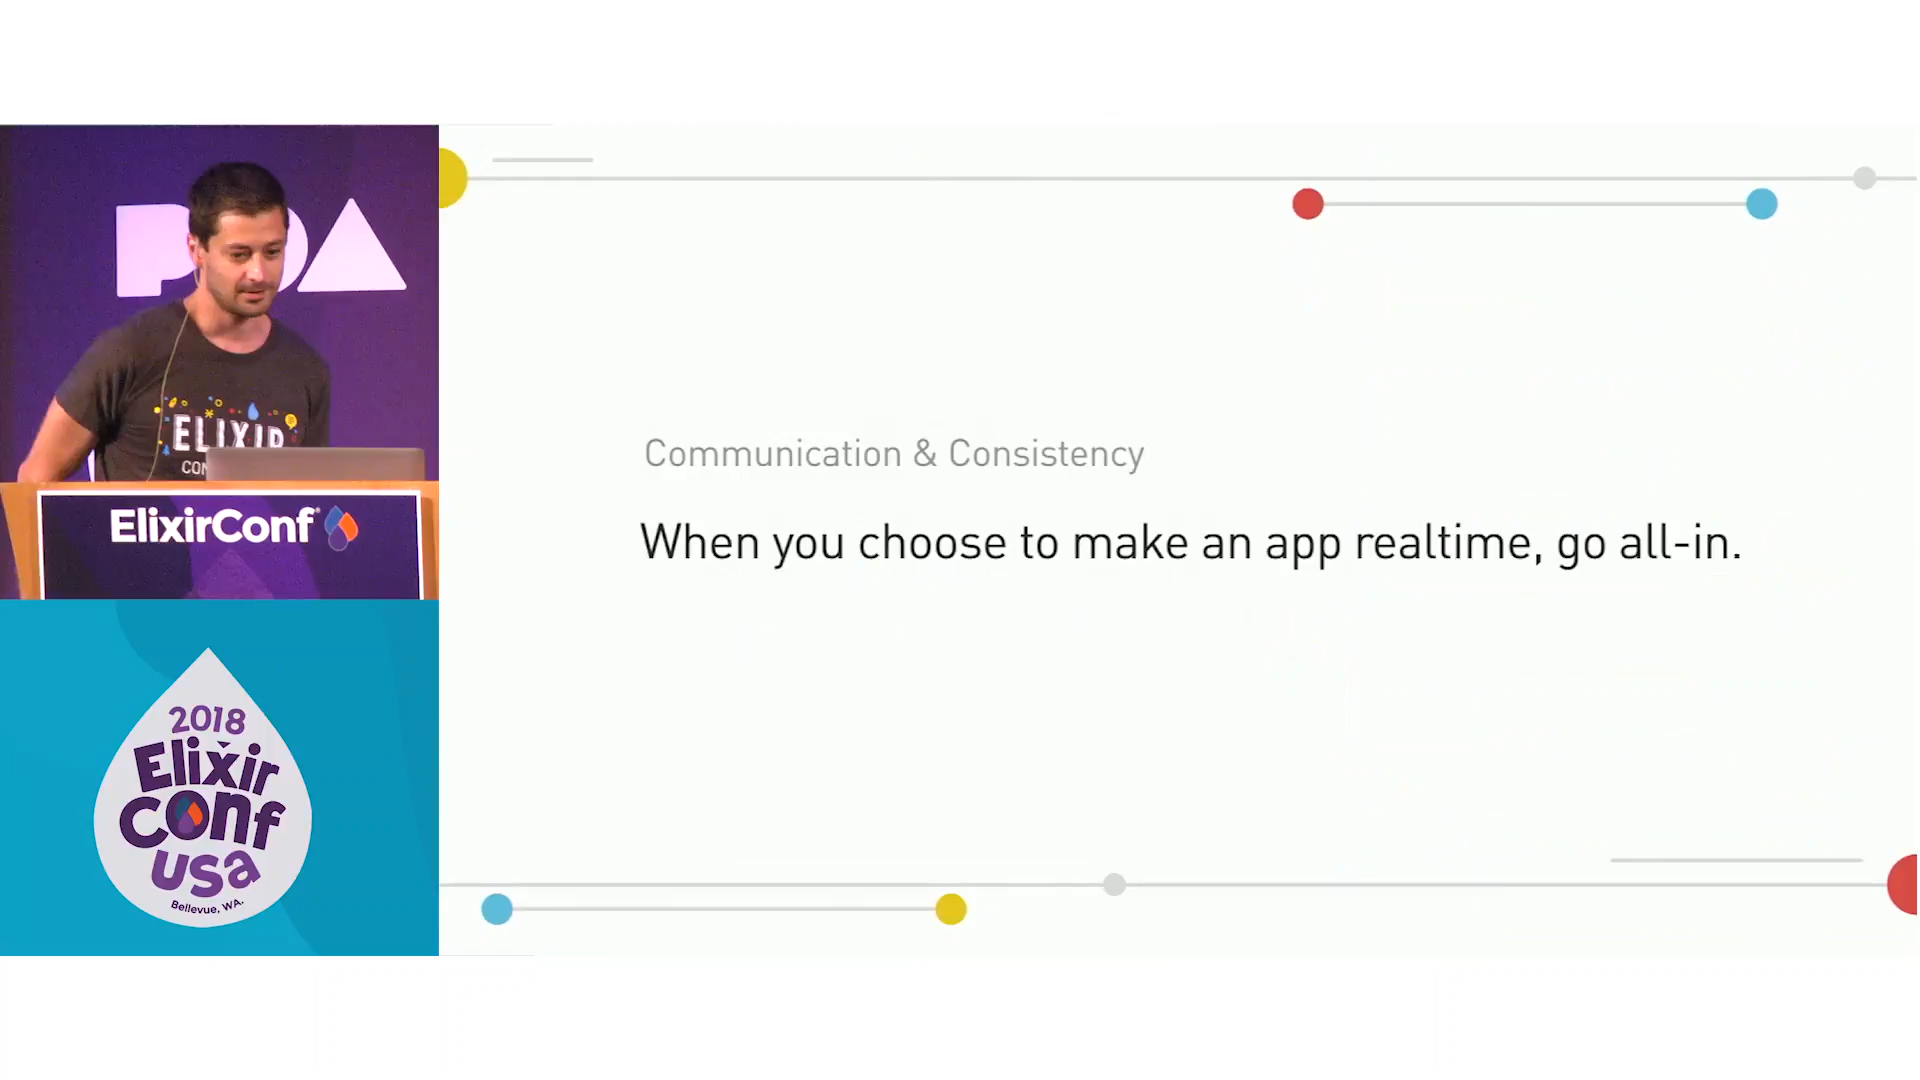 ELIXIR
ElixirConf
2018
Elixir
Conf
USA
Bellevue, WA.
Communication & Consistency
When you choose to make an app realtime, go all-in.